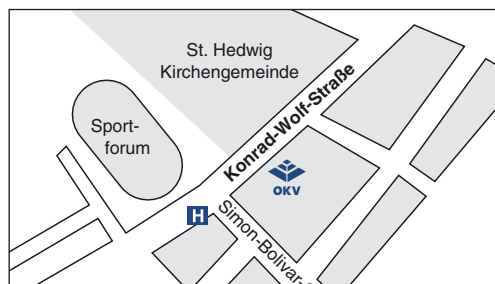 St. Hedwig
Kirchengemeinde
Sport-
forum
Konrad-Wolf-Straße
OKV
H
Simon-Bolivar-